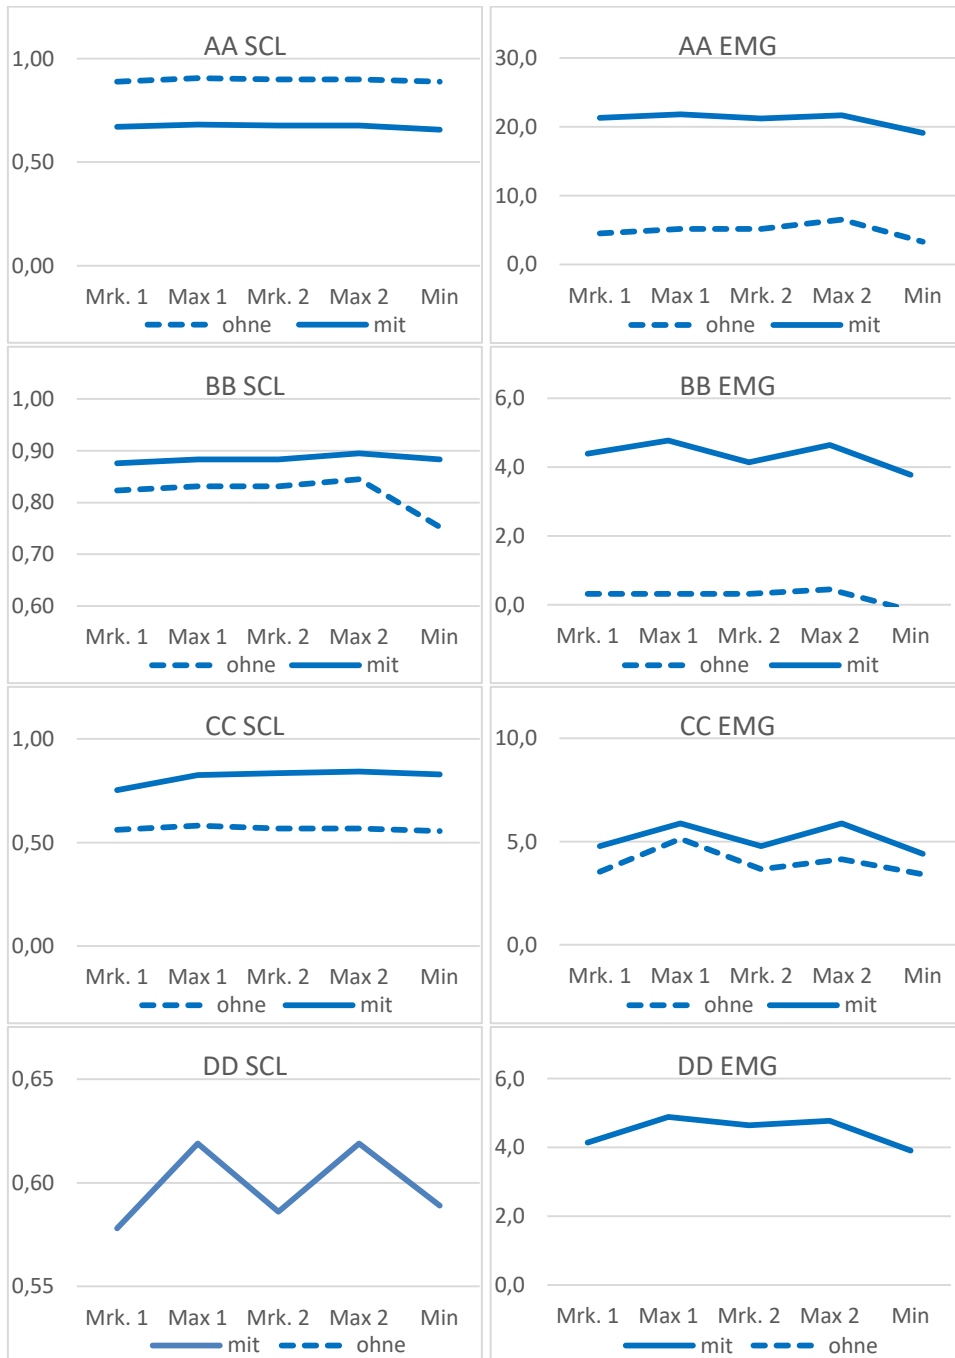 AA SCL
1,00
0,50
0,00
Mrk. 1 Max 1 Mrk. 2 Max 2 Min
ohne mit
AA EMG
30,0
20,0
10,0
0,0
Mrk. 1 Max 1 Mrk. 2 Max 2 Min
ohne mit
BB SCL
1,00
0,90
0,80
0,70
0,60
Mrk. 1 Max 1 Mrk. 2 Max 2 Min
ohne mit
BB EMG
6,0
4,0
2,0
0,0
Mrk. 1 Max 1 Mrk. 2 Max 2 Min
ohne mit
CC SCL
1,00
0,50
0,00
Mrk. 1 Max 1 Mrk. 2 Max 2 Min
ohne mit
CC EMG
10,0
5,0
0,0
Mrk. 1 Max 1 Mrk. 2 Max 2 Min
ohne mit
DD SCL
0,65
0,60
0,55
Mrk. 1 Max 1 Mrk. 2 Max 2 Min
mit ohne
DD EMG
6,0
4,0
2,0
0,0
Mrk. 1 Max 1 Mrk. 2 Max 2 Min
mit ohne